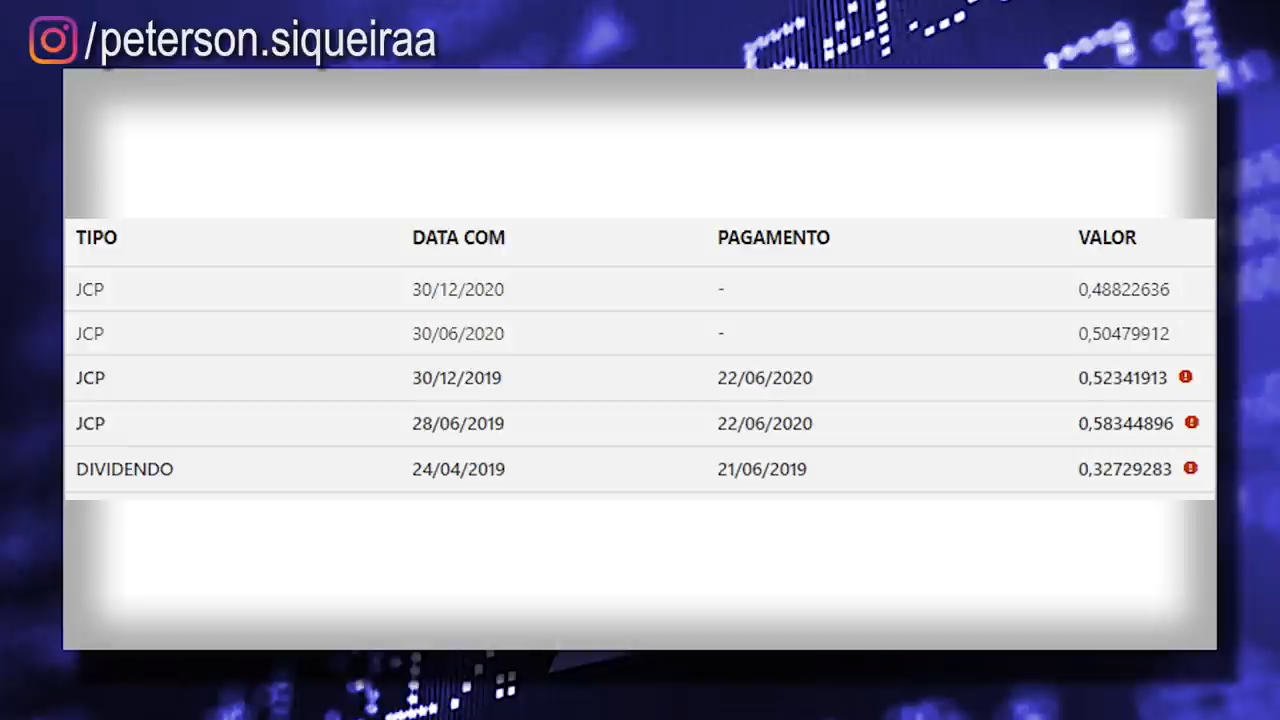 /peterson.siqueiraa
TIPO DATA COM PAGAMENTO VALOR
JCP 30/12/2020 - 0,48822636
JCP 30/06/2020 - 0,50479912
JCP 30/12/2019 22/06/2020 0,52341913
JCP 28/06/2019 22/06/2020 0,58344896
DIVIDENDO 24/04/2019 21/06/2019 0,32729283